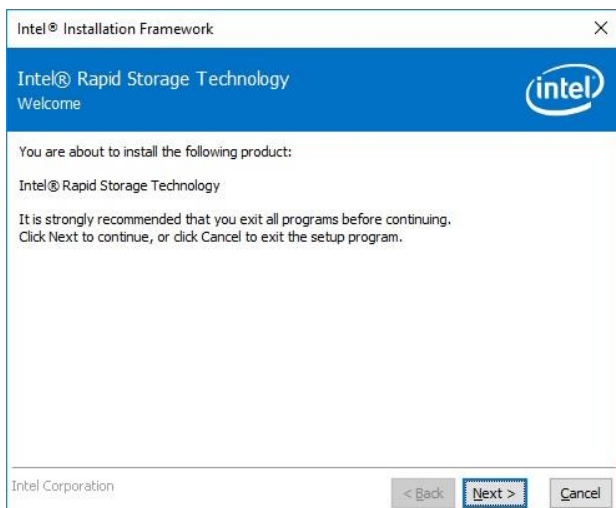 Intel® Installation Framework
Intel® Rapid Storage Technology
Welcome
intel
You are about to install the following product:
Intel® Rapid Storage Technology
It is strongly recommended that you exit all programs before continuing.
Click Next to continue, or click Cancel to exit the setup program.
Intel Corporation
< Back Next > Cancel